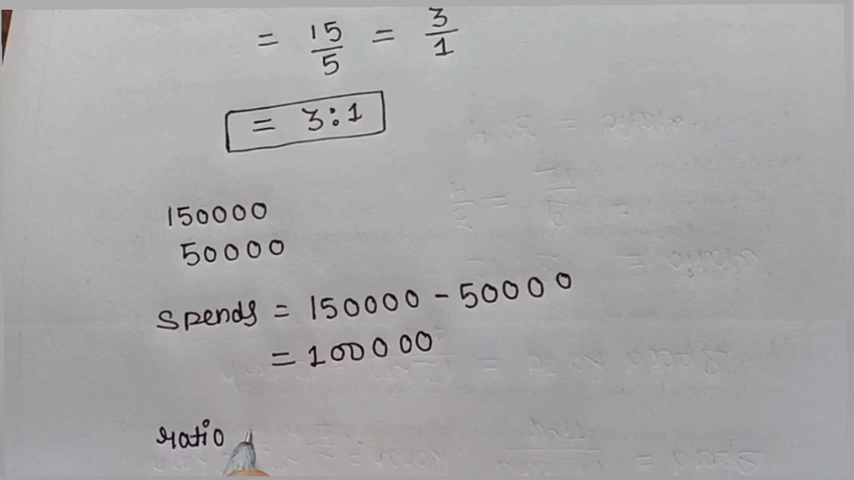 = 15/5 = 3/1
= 3:1
150000
50000
spends = 150000 - 50000
= 100000
ratio